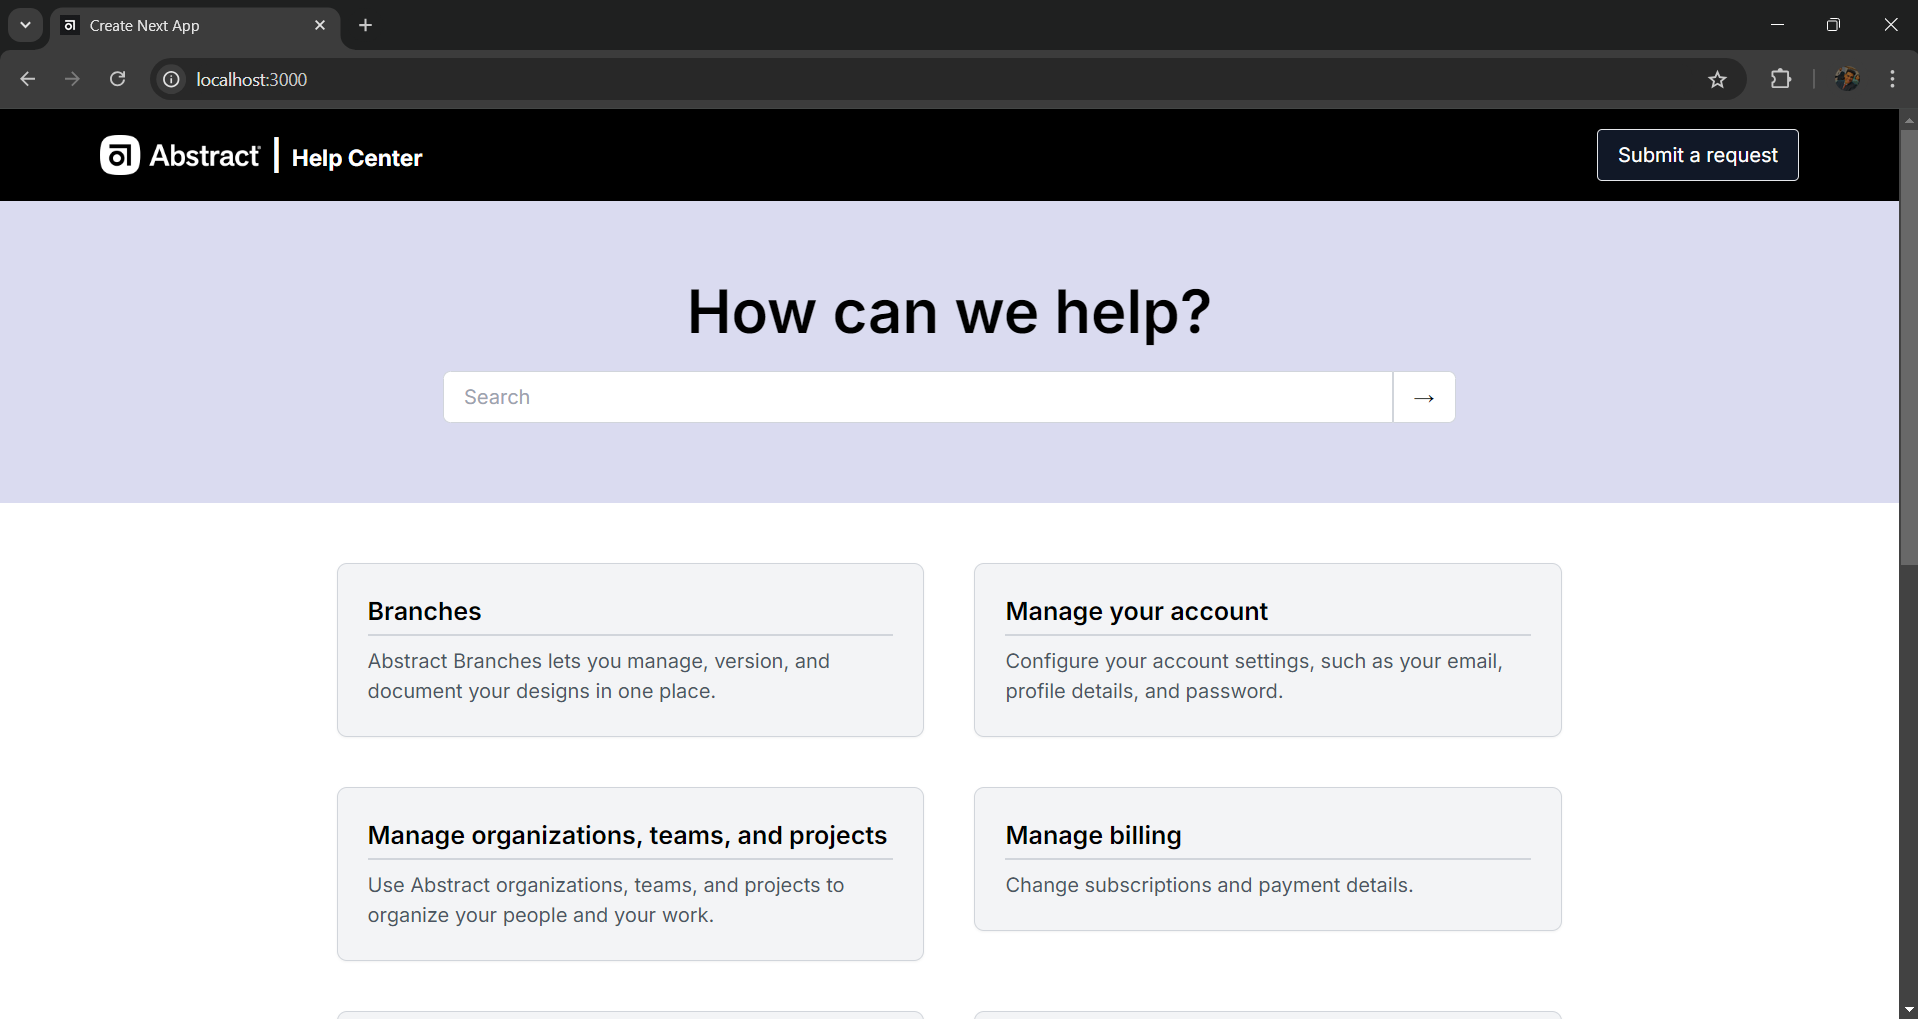 Create Next App
localhost:3000
Abstract | Help Center
Submit a request
How can we help?
Search
→
Branches
Abstract Branches lets you manage, version, and
document your designs in one place.
Manage your account
Configure your account settings, such as your email,
profile details, and password.
Manage organizations, teams, and projects
Use Abstract organizations, teams, and projects to
organize your people and your work.
Manage billing
Change subscriptions and payment details.